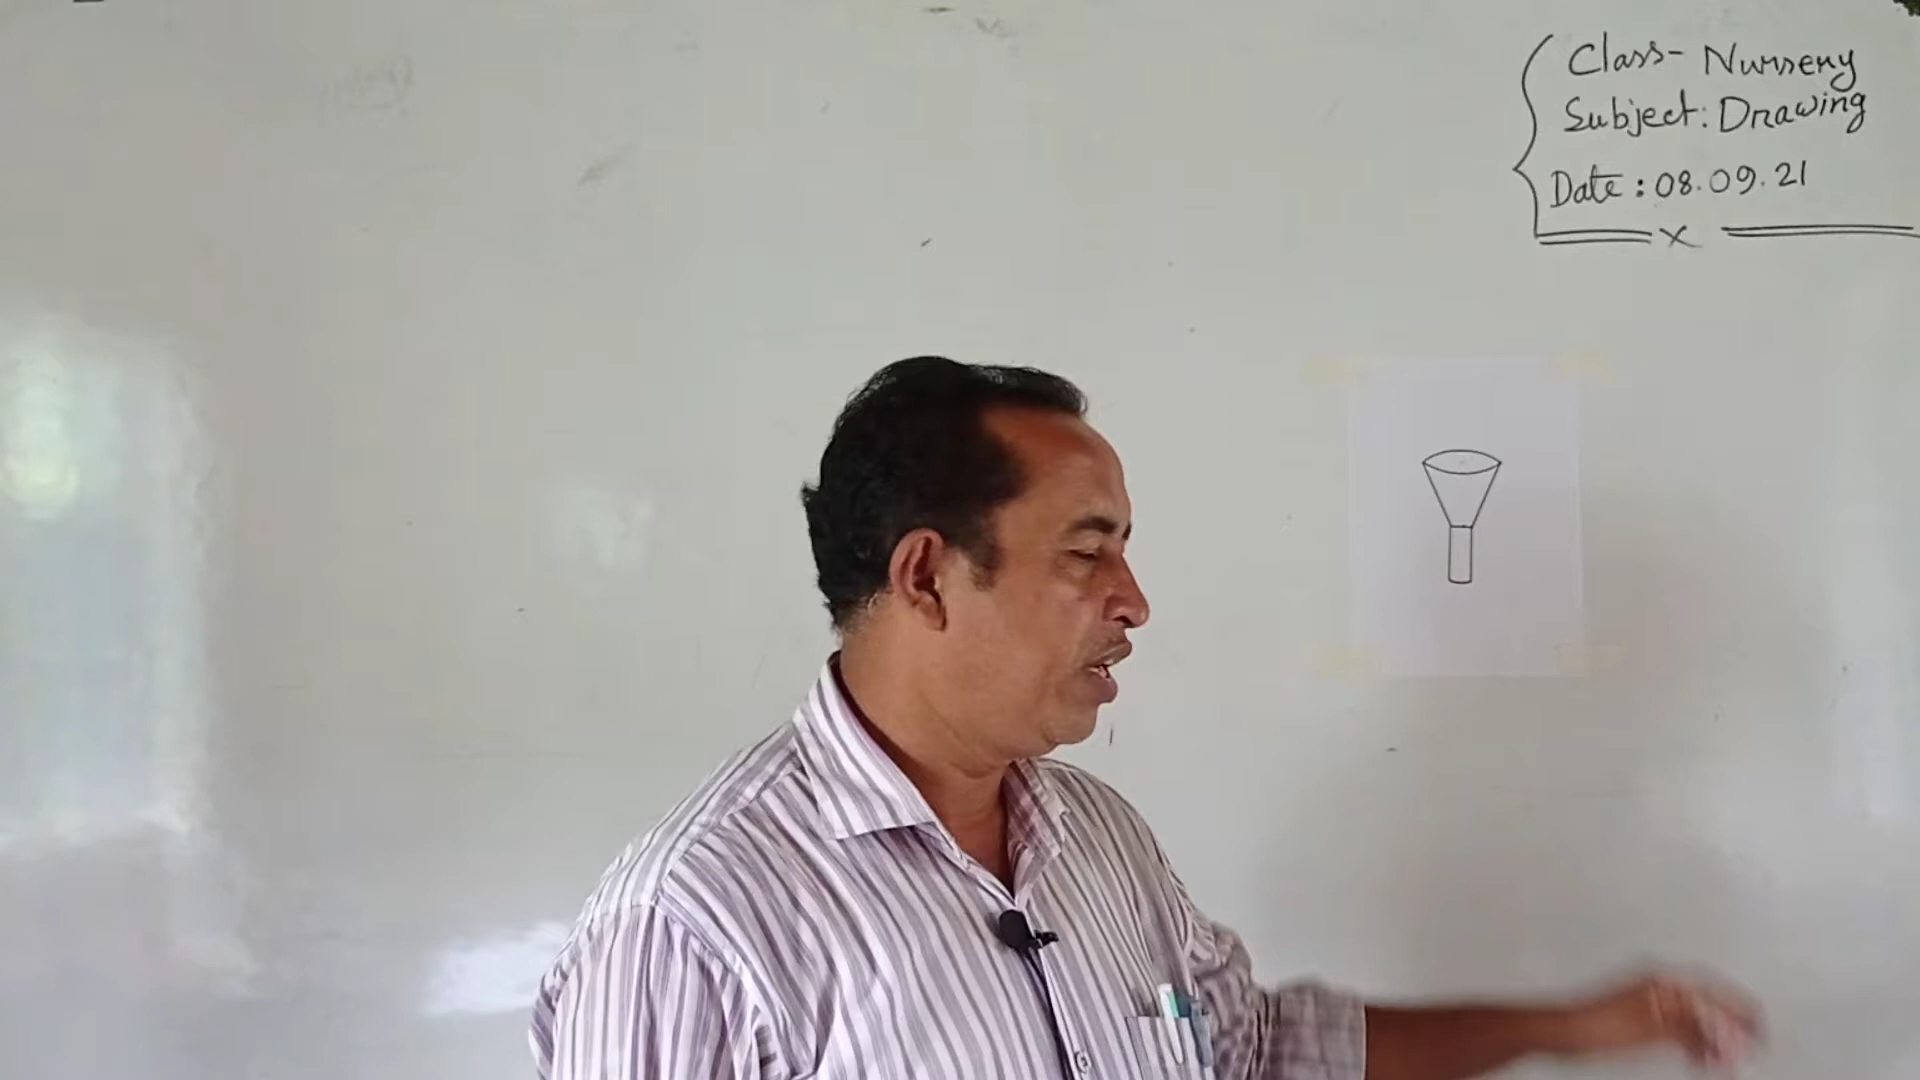 Class- Nursery
Subject: Drawing
Date: 08.09.21